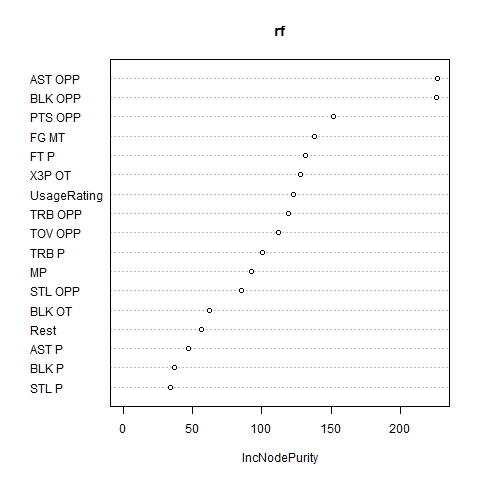 rf
AST OPP
BLK OPP
PTS OPP
FG MT
FT P
X3P OT
UsageRating
TRB OPP
TOV OPP
TRB P
MP
STL OPP
BLK OT
Rest
AST P
BLK P
STL P
0 50 100 150 200
IncNodePurity